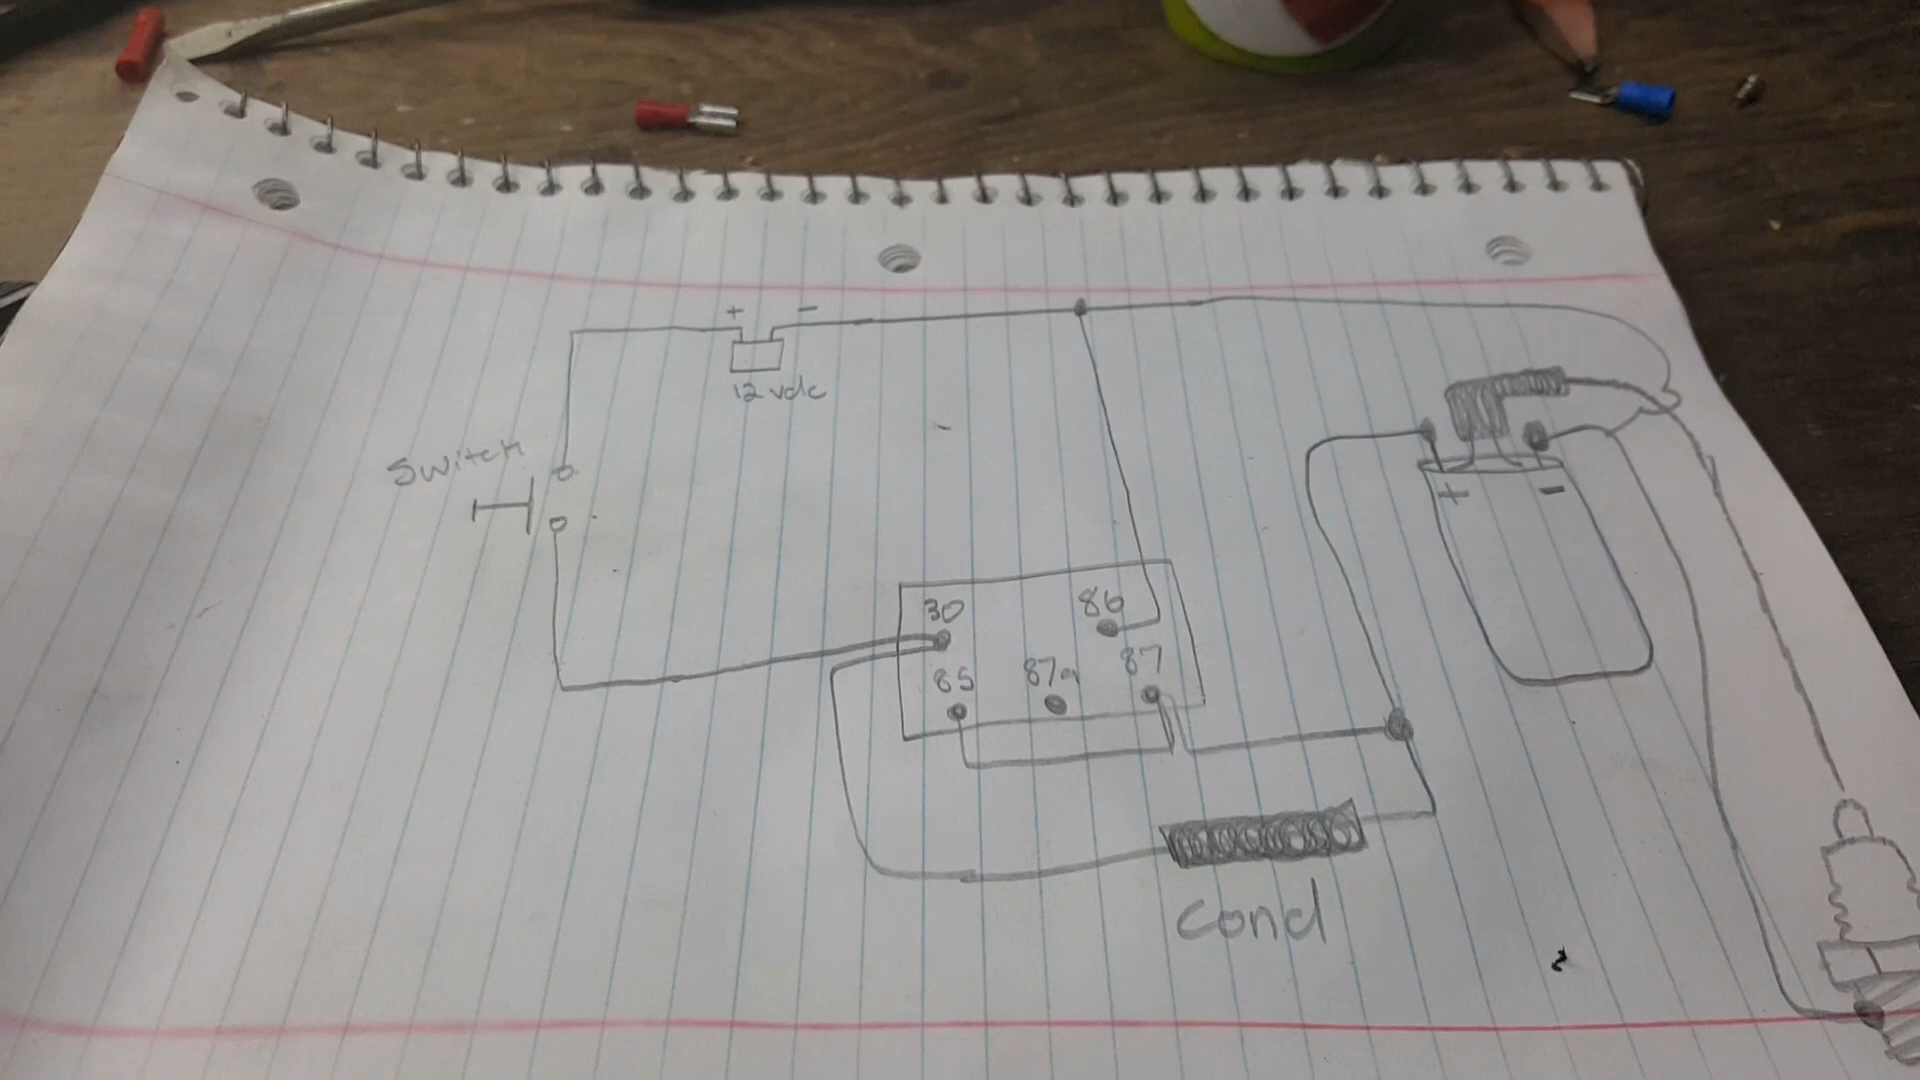 + -
12 vdc
Switch
+ -
30 86
85 87a 87
Cond